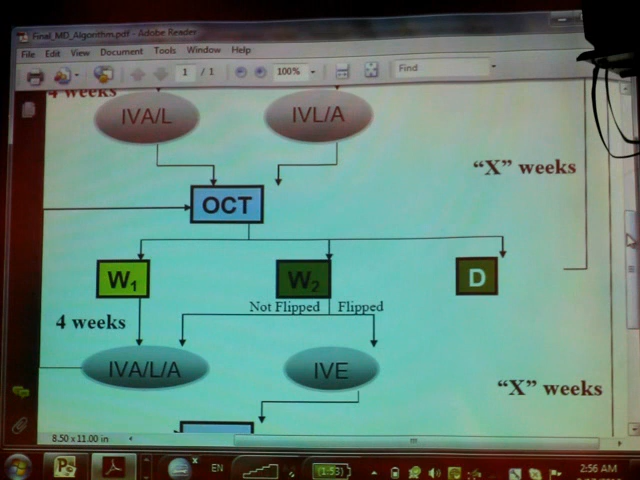 Final_MD_Algorithm.pdf - Adobe Reader
File Edit View Document Tools Window Help
1 / 1 100% Find
4 weeks
IVA/L IVL/A
"X" weeks
OCT
W1 W2 D
Not Flipped Flipped
4 weeks
IVA/L/A IVE
"X" weeks
8.50 x 11.00 in
EN (1:53) 2:56 AM